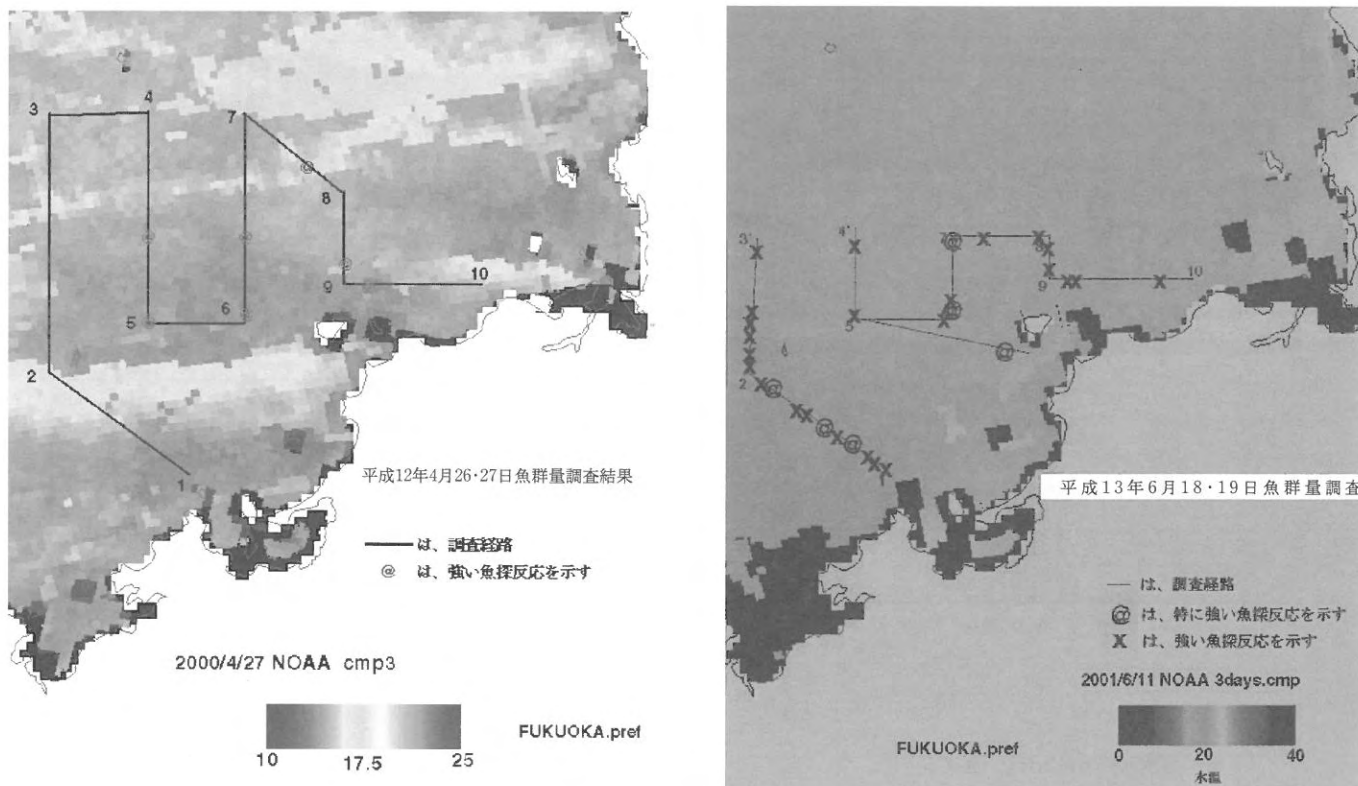 3
4
7
8
9
10
5
6
2
1
平成12年4月26・27日魚群量調査結果
は、調査経路
@ は、強い魚探反応を示す
2000/4/27 NOAA cmp3
10 17.5 25
FUKUOKA.pref
3'
4'
9
10
5
2
平成13年6月18・19日魚群量調査
は、調査経路
@ は、特に強い魚探反応を示す
X は、強い魚探反応を示す
2001/6/11 NOAA 3days.cmp
0 20 40
水温
FUKUOKA.pref